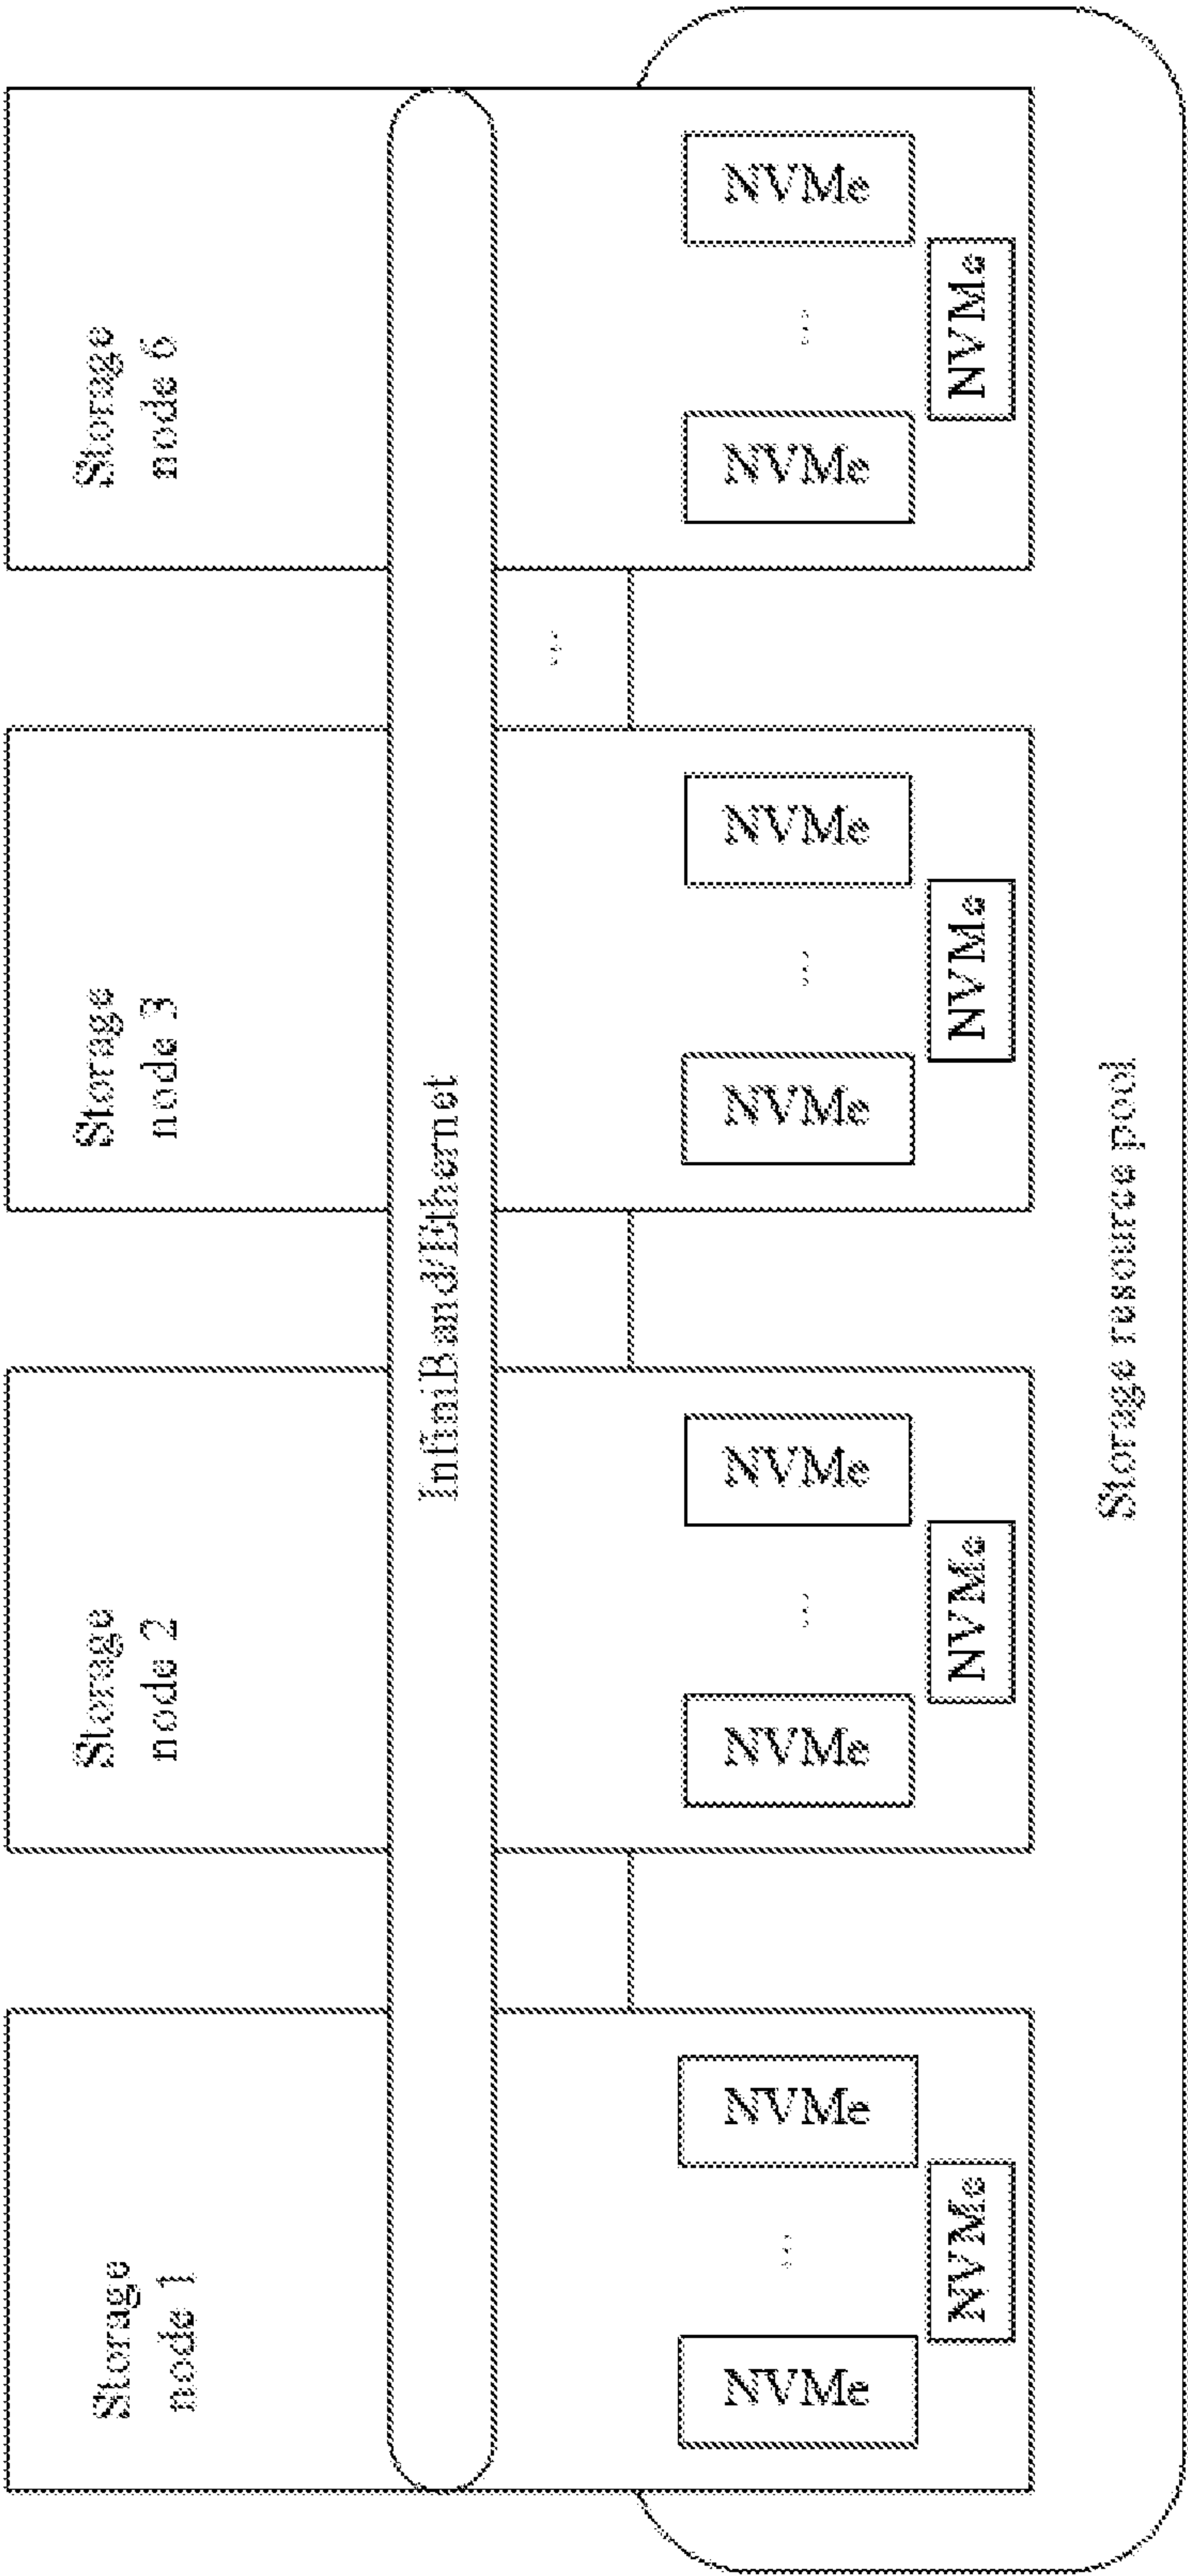 Storage
node 1
Storage
node 2
Storage
node 3
Storage
node 6
InfiniBand/Ethernet
...
NVMe
...
NVMe
NVMe
NVMe
...
NVMe
NVMe
NVMe
...
NVMe
NVMe
NVMe
...
NVMe
NVMe
Storage resource pool